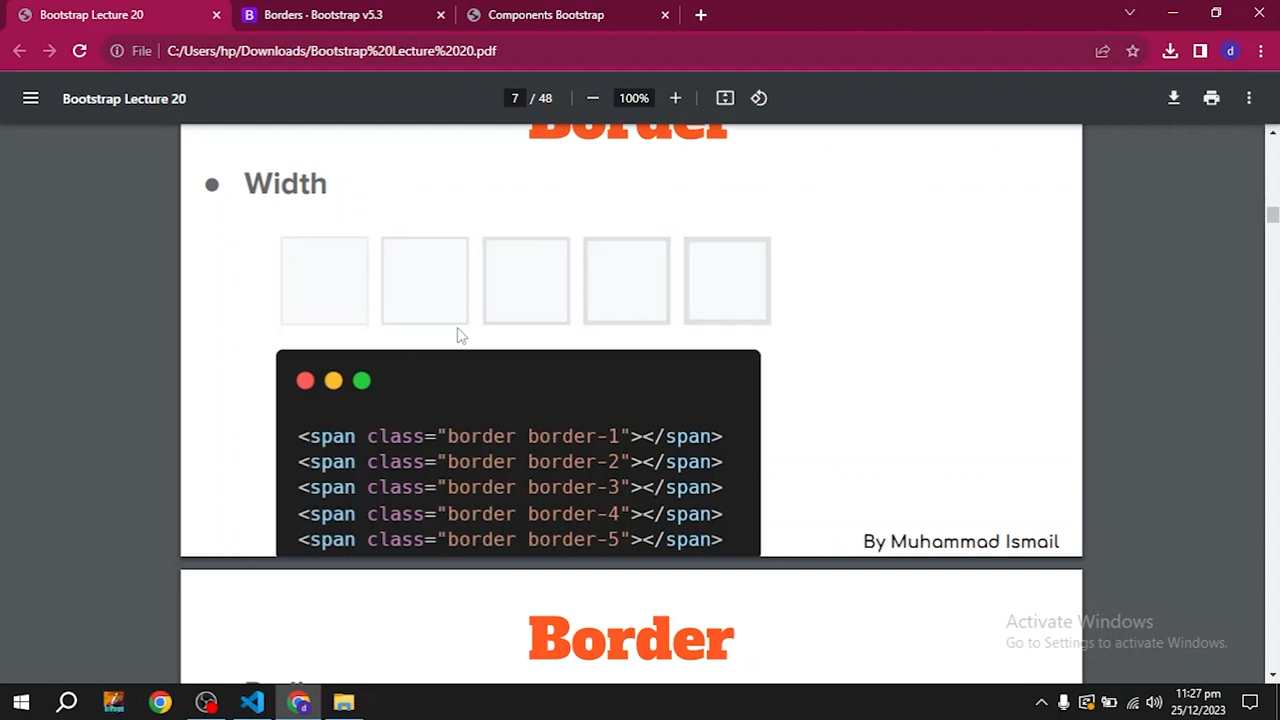 Bootstrap Lecture 20
Borders - Bootstrap v5.3
Components Bootstrap
File
C:/Users/hp/Downloads/Bootstrap%20Lecture%2020.pdf
d
Bootstrap Lecture 20
7 / 48
100%
Border
Width
<span class="border border-1"></span>
<span class="border border-2"></span>
<span class="border border-3"></span>
<span class="border border-4"></span>
<span class="border border-5"></span>
By Muhammad Ismail
Border
Activate Windows
Go to Settings to activate Windows.
11:27 pm
25/12/2023